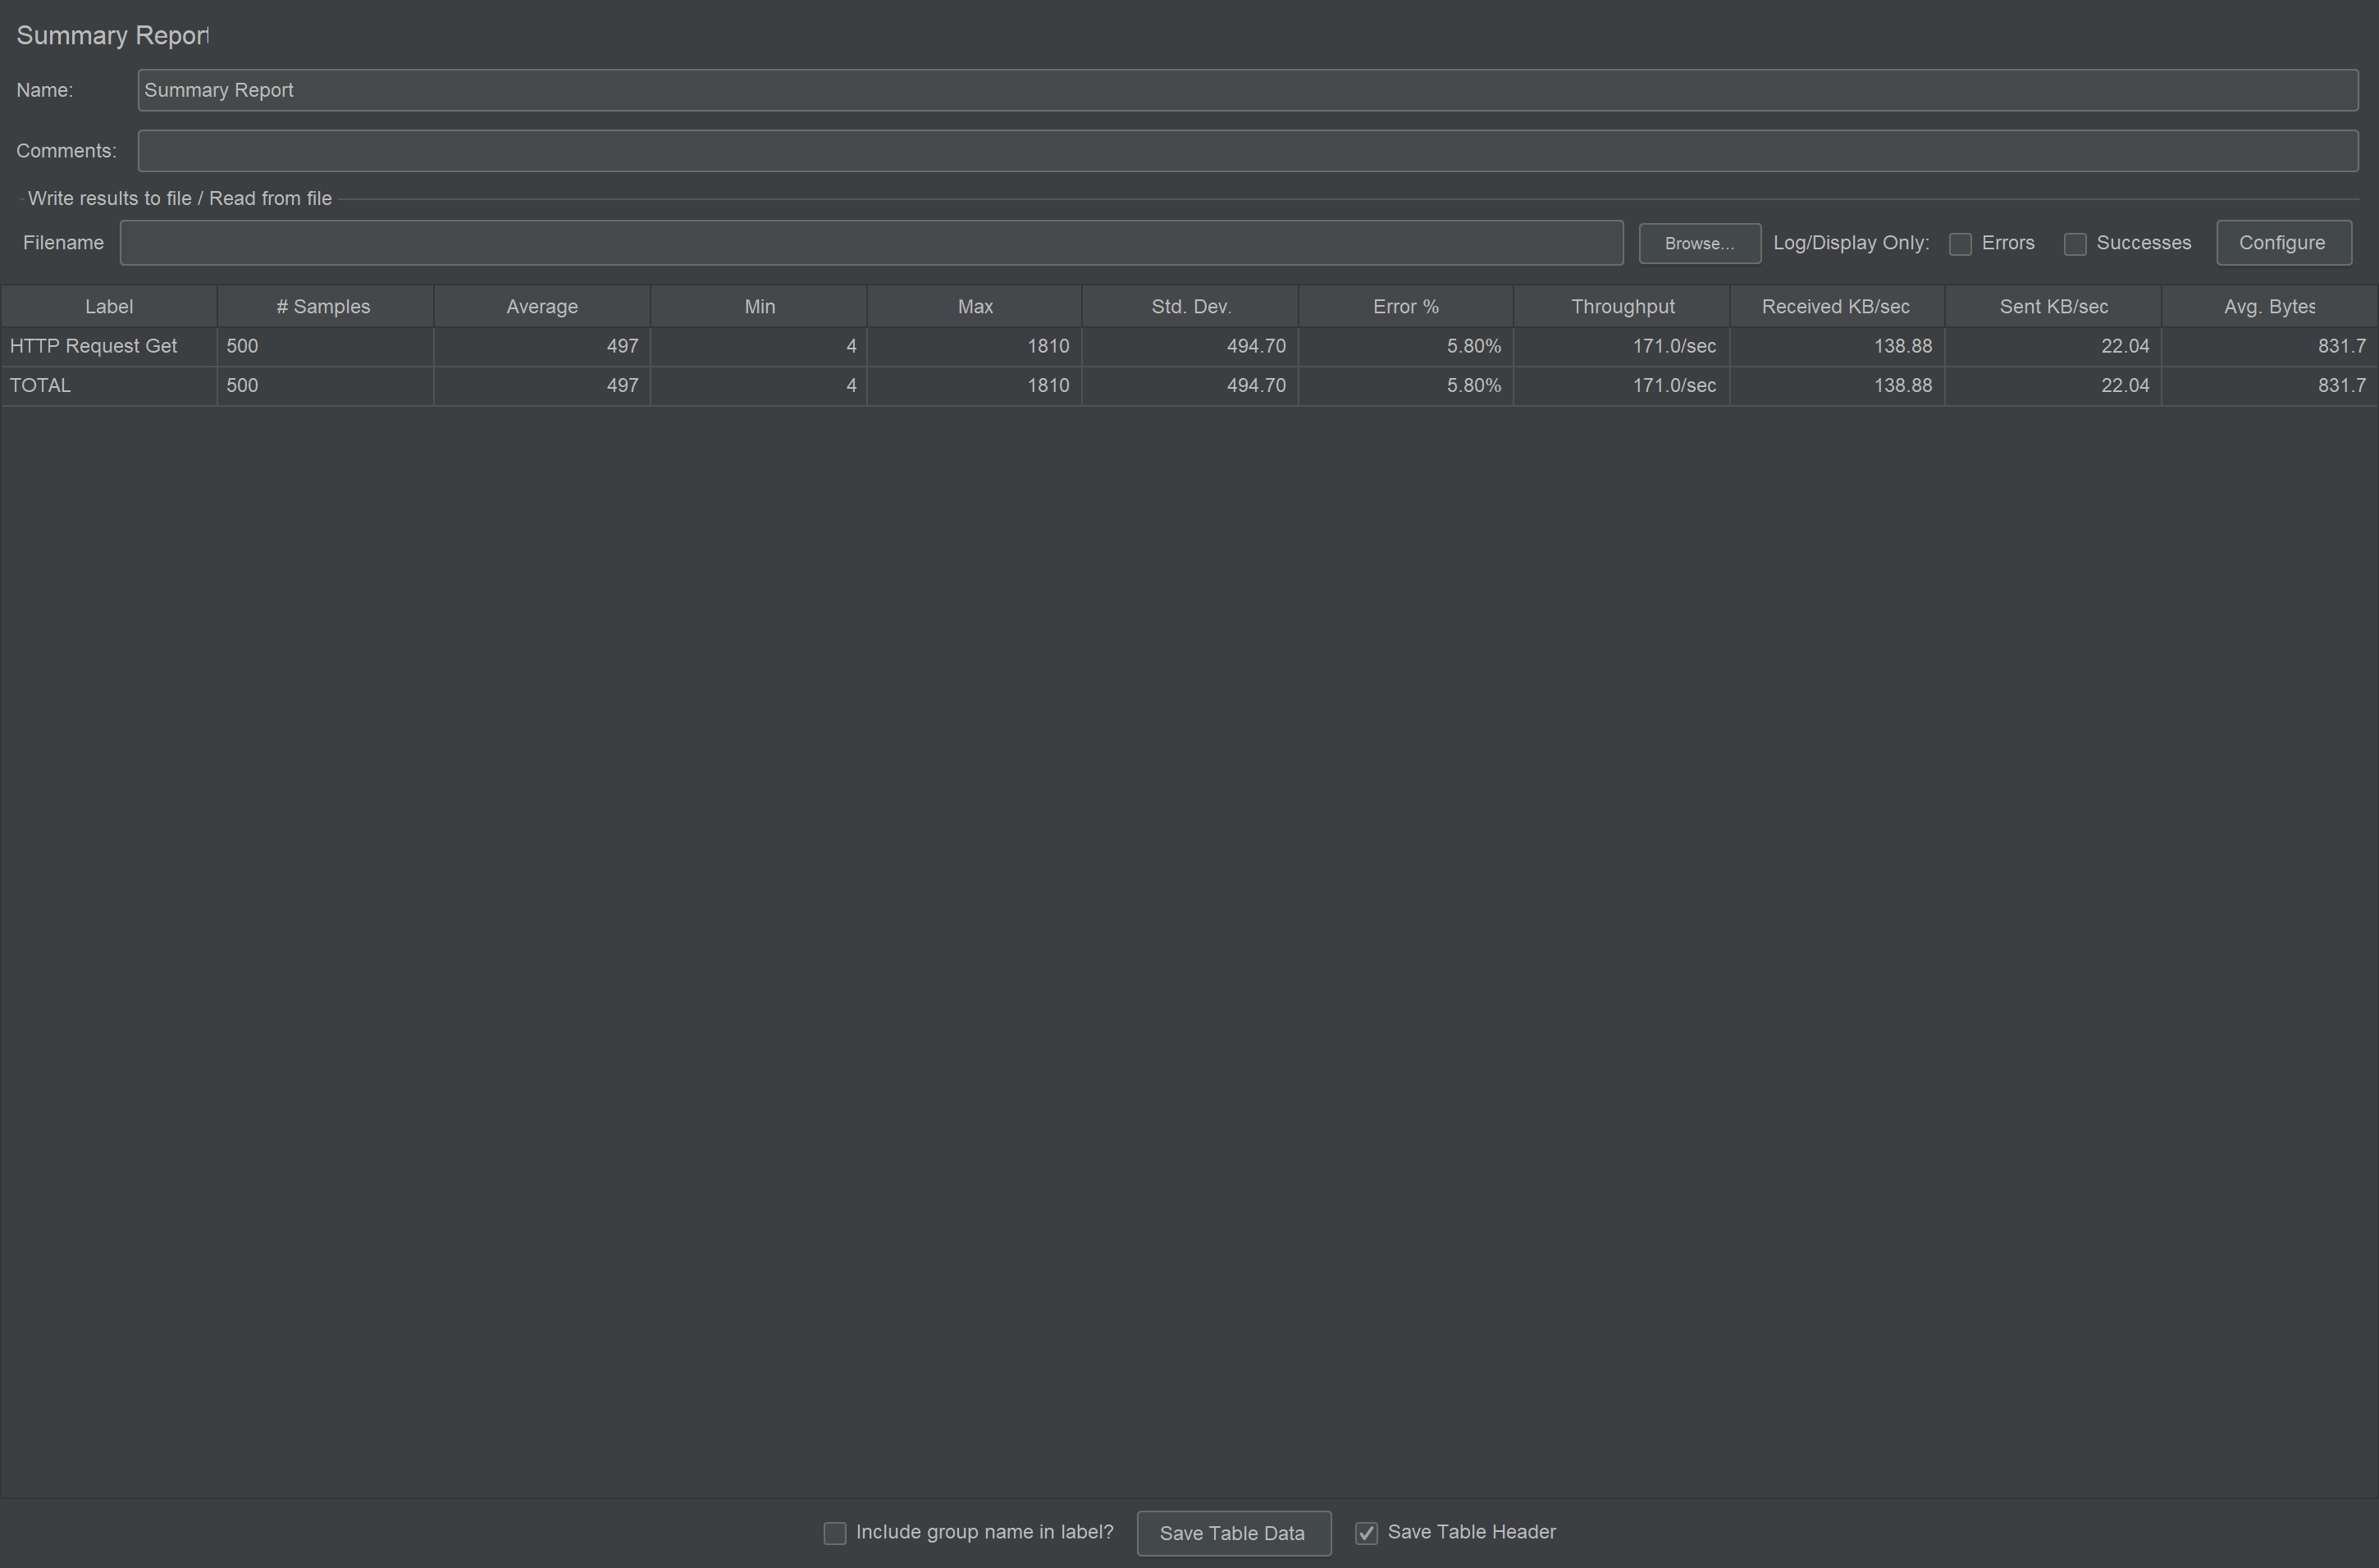 Summary Report
Name: Summary Report
Comments:
Write results to file / Read from file
Filename Browse... Log/Display Only: Errors Successes Configure
Label # Samples Average Min Max Std. Dev. Error % Throughput Received KB/sec Sent KB/sec Avg. Bytes
HTTP Request Get 500 497 4 1810 494.70 5.80% 171.0/sec 138.88 22.04 831.7
TOTAL 500 497 4 1810 494.70 5.80% 171.0/sec 138.88 22.04 831.7
Include group name in label? Save Table Data Save Table Header